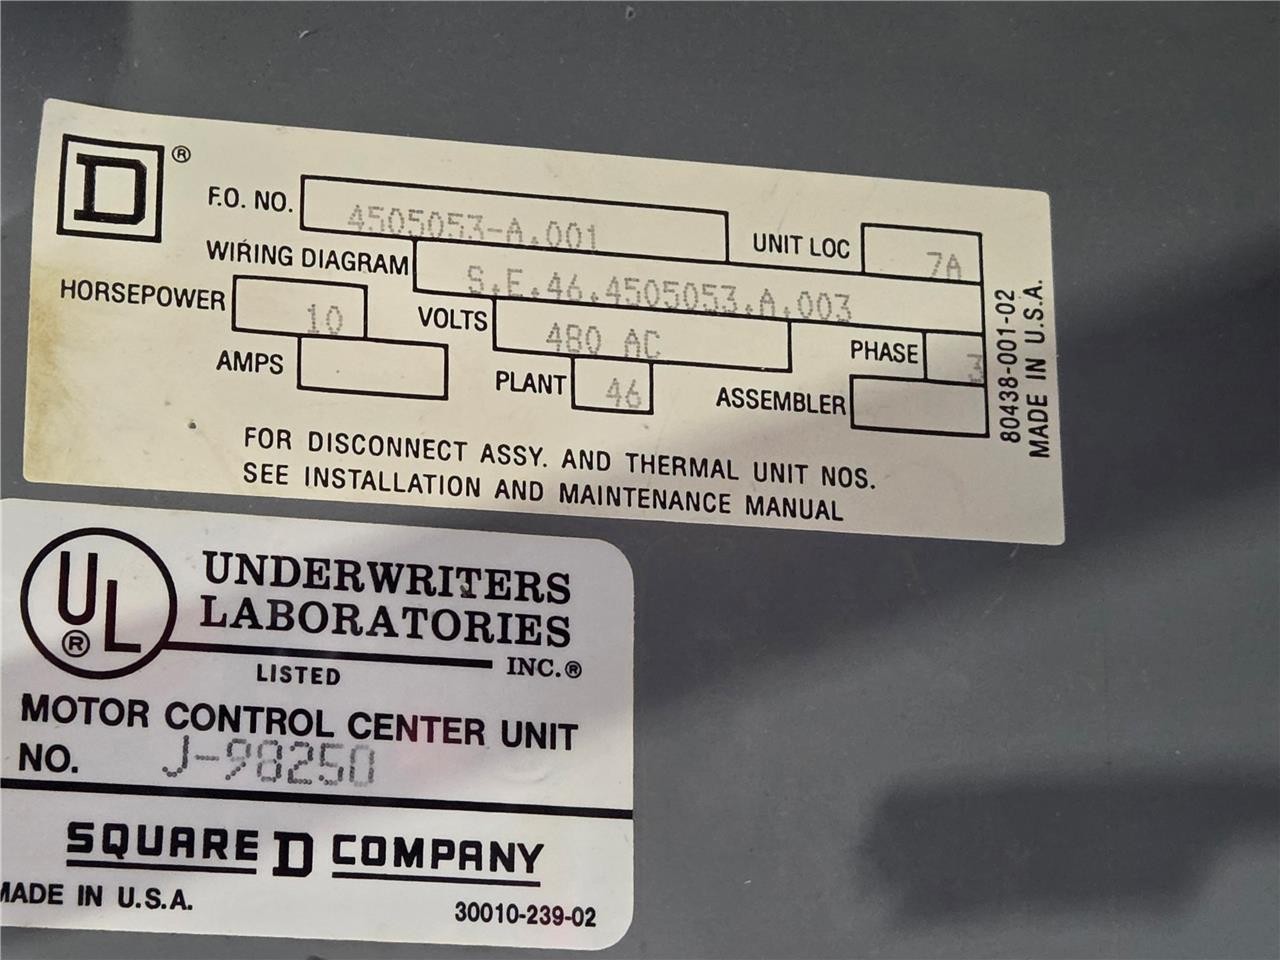 D ®
F.O. NO. 4505053-A.001 UNIT LOC 7A
WIRING DIAGRAM S.E.46.4505053.A.003
HORSEPOWER 10 VOLTS 480 AC PHASE 3
AMPS PLANT 46 ASSEMBLER
FOR DISCONNECT ASSY. AND THERMAL UNIT NOS.
SEE INSTALLATION AND MAINTENANCE MANUAL
80438-001-02
MADE IN U.S.A.
UL ®
UNDERWRITERS
LABORATORIES
INC.®
LISTED
MOTOR CONTROL CENTER UNIT
NO. J-98250
SQUARE D COMPANY
MADE IN U.S.A. 30010-239-02